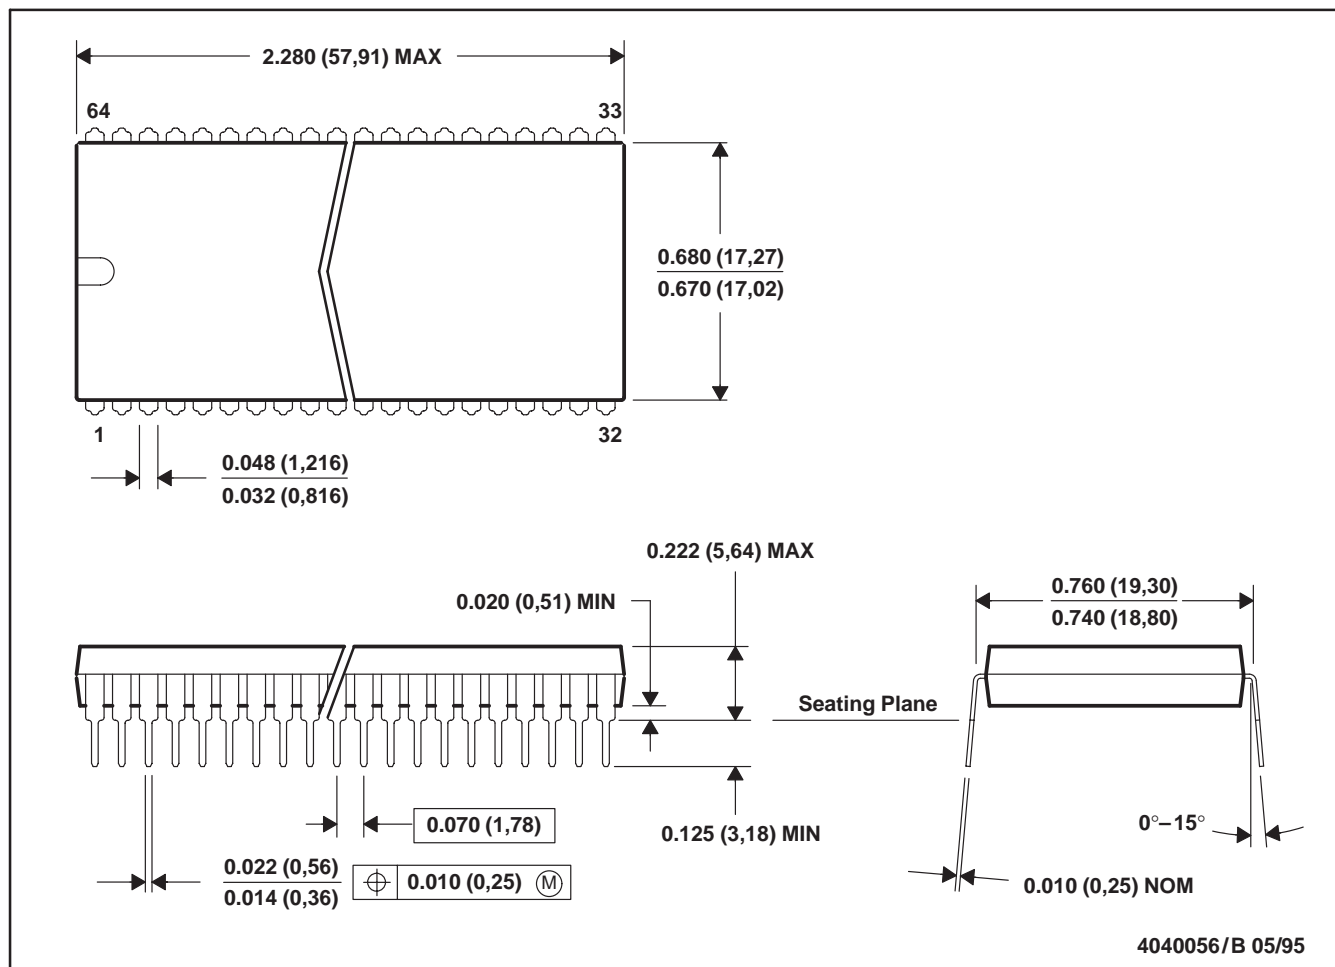 2.280 (57,91) MAX
64
33
0.680 (17,27)
0.670 (17,02)
1
32
0.048 (1,216)
0.032 (0,816)
0.222 (5,64) MAX
0.020 (0,51) MIN
0.760 (19,30)
0.740 (18,80)
Seating Plane
0.070 (1,78)
0.125 (3,18) MIN
0°–15°
0.022 (0,56)
0.014 (0,36)
0.010 (0,25) Ⓜ
0.010 (0,25) NOM
4040056/B 05/95